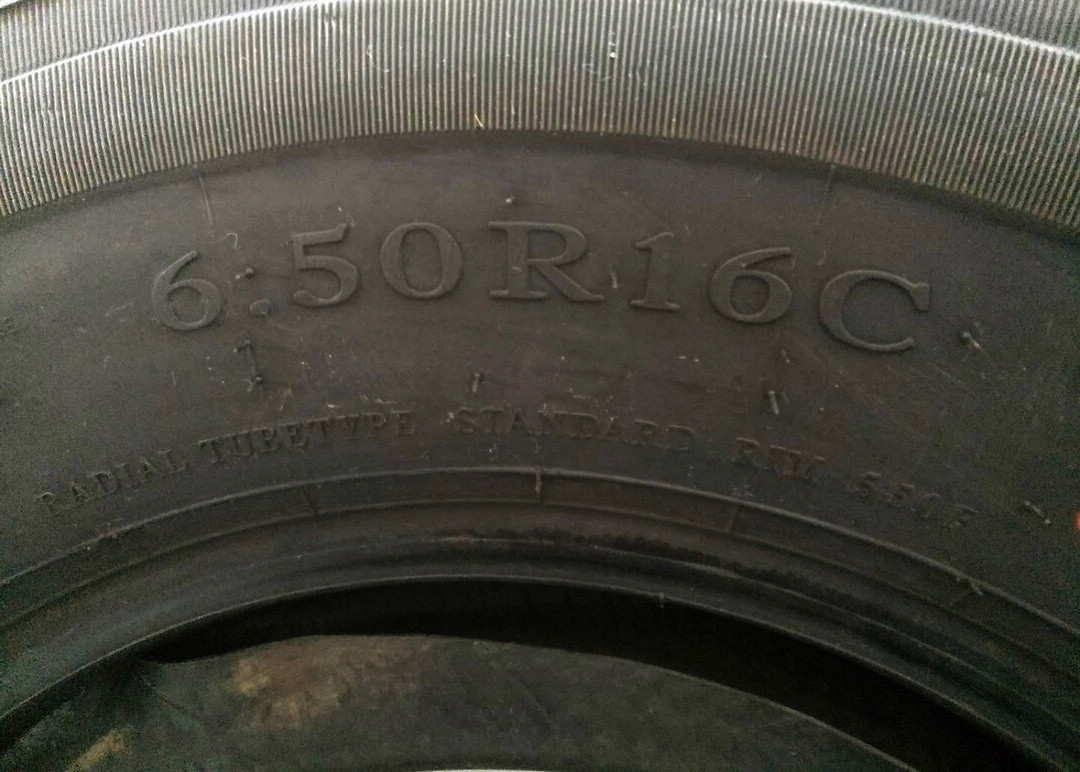 6.50R16C
RADIAL TUBETYPE STANDARD RIM 5.50F